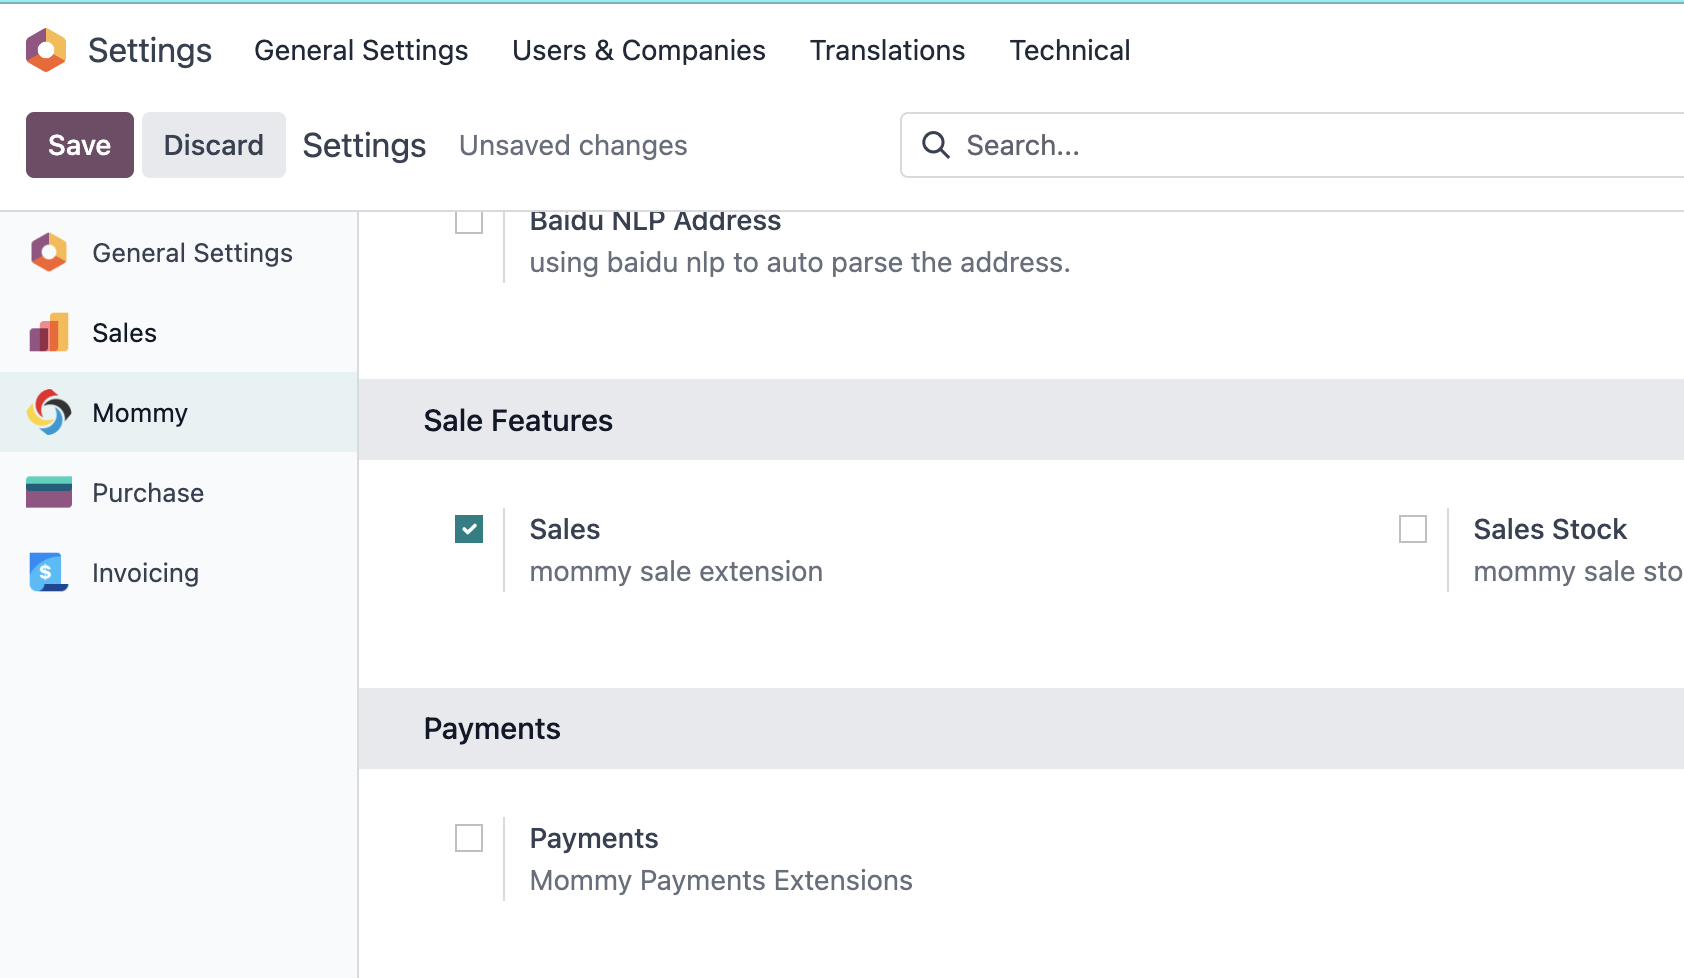 Settings General Settings Users & Companies Translations Technical
Save Discard Settings Unsaved changes Search...
General Settings
Sales
Mommy
Purchase
Invoicing
Baidu NLP Address
using baidu nlp to auto parse the address.
Sale Features
Sales
mommy sale extension
Sales Stock
mommy sale sto
Payments
Payments
Mommy Payments Extensions